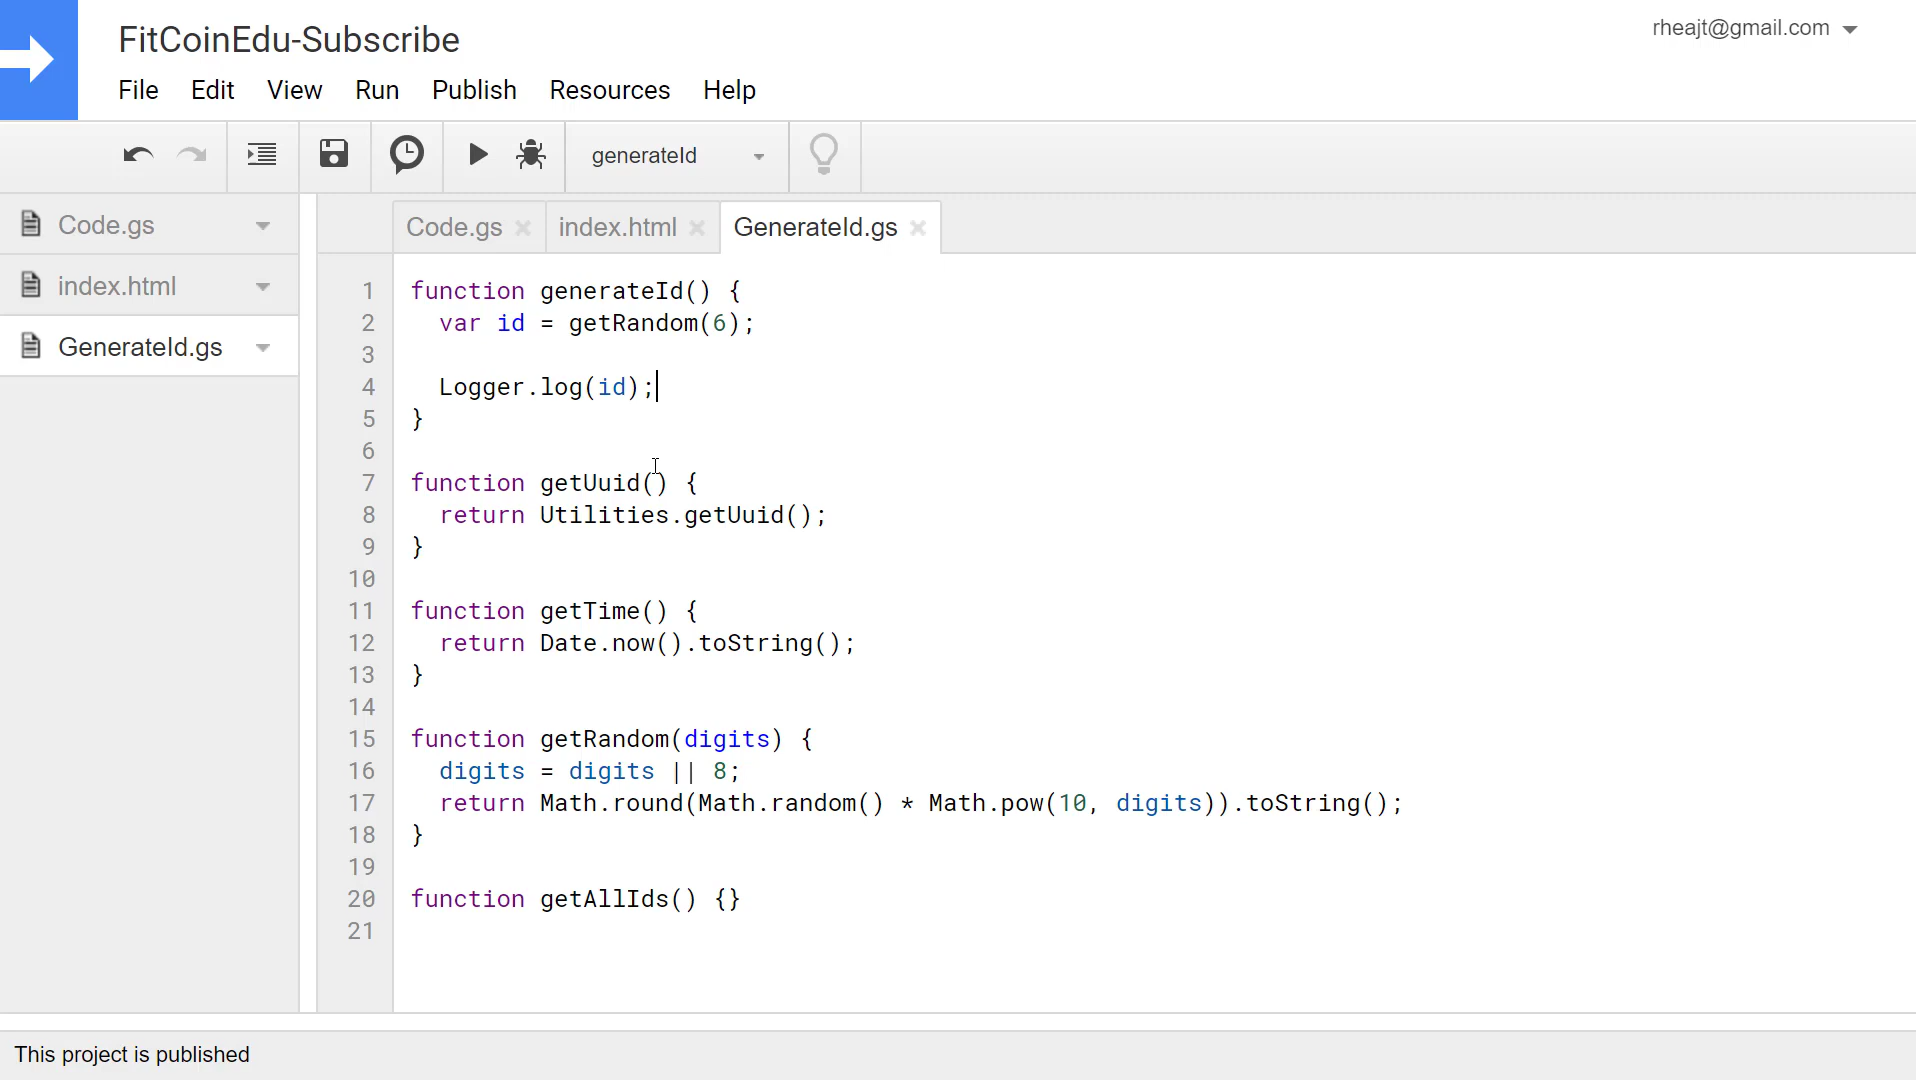 FitCoinEdu-Subscribe
rheajt@gmail.com
File Edit View Run Publish Resources Help
generateId
Code.gs
index.html
GenerateId.gs
Code.gs index.html GenerateId.gs
1 function generateId() {
2   var id = getRandom(6);
3
4   Logger.log(id);
5 }
6
7 function getUuid() {
8   return Utilities.getUuid();
9 }
10
11 function getTime() {
12   return Date.now().toString();
13 }
14
15 function getRandom(digits) {
16   digits = digits || 8;
17   return Math.round(Math.random() * Math.pow(10, digits)).toString();
18 }
19
20 function getAllIds() {}
21
This project is published